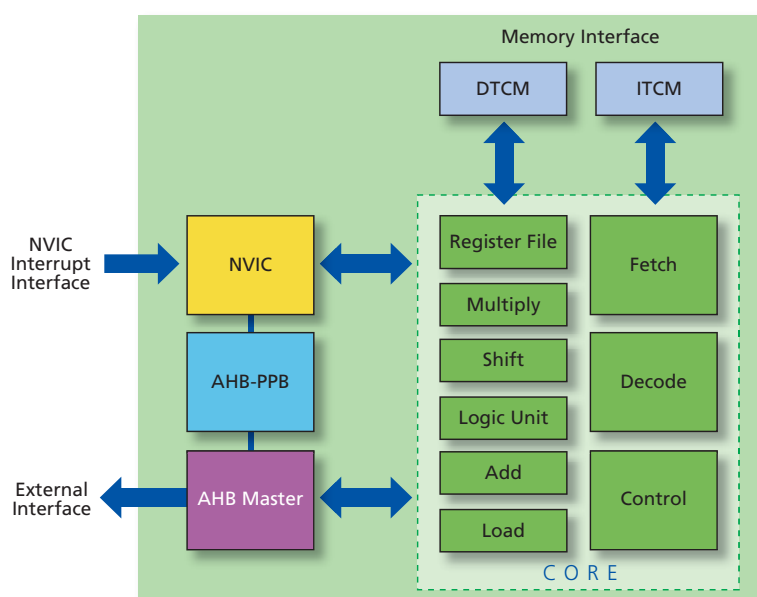 Memory Interface
DTCM
ITCM
NVIC
Interrupt
Interface
NVIC
Register File
Fetch
Multiply
Shift
AHB-PPB
Decode
Logic Unit
External
Interface
AHB Master
Add
Control
Load
CORE